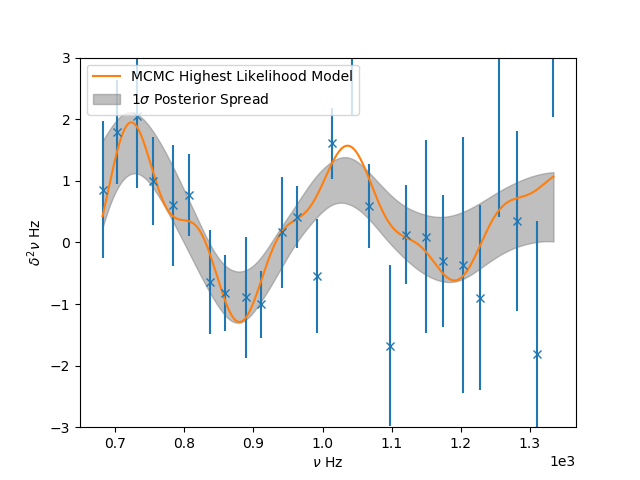 3
2
1
0
−1
−2
−3
δ²ν Hz
MCMC Highest Likelihood Model
1σ Posterior Spread
0.7 0.8 0.9 1.0 1.1 1.2 1.3
1e3
ν Hz